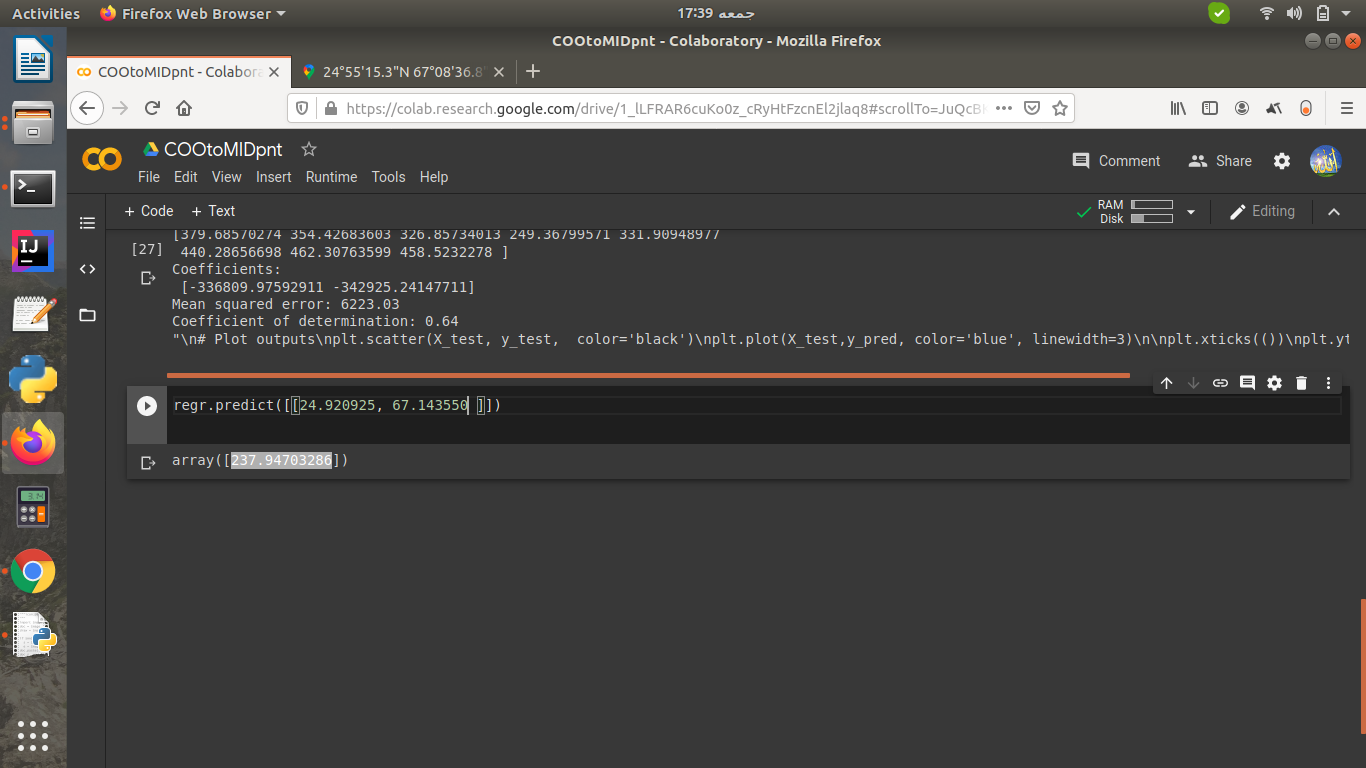 Activities
Firefox Web Browser
17:39 جمعه
COOtoMIDpnt - Colaboratory - Mozilla Firefox
COOtoMIDpnt - Colabora
24°55'15.3"N 67°08'36.8"
https://colab.research.google.com/drive/1_lLFRAR6cuKo0z_cRyHtFzcnEl2jlaq8#scrollTo=JuQcB
COOtoMIDpnt
Comment
Share
File Edit View Insert Runtime Tools Help
+ Code + Text
RAM
Disk
Editing
[379.68570274 354.42683603 326.85734013 249.36799571 331.90948977
[27]
440.28656698 462.30763599 458.5232278 ]
Coefficients:
[-336809.97592911 -342925.24147711]
Mean squared error: 6223.03
Coefficient of determination: 0.64
"\n# Plot outputs\nplt.scatter(X_test, y_test,  color='black')\nplt.plot(X_test,y_pred, color='blue', linewidth=3)\n\nplt.xticks(())\nplt.yt
regr.predict([[24.920925, 67.143550 ]])
array([237.94703286])